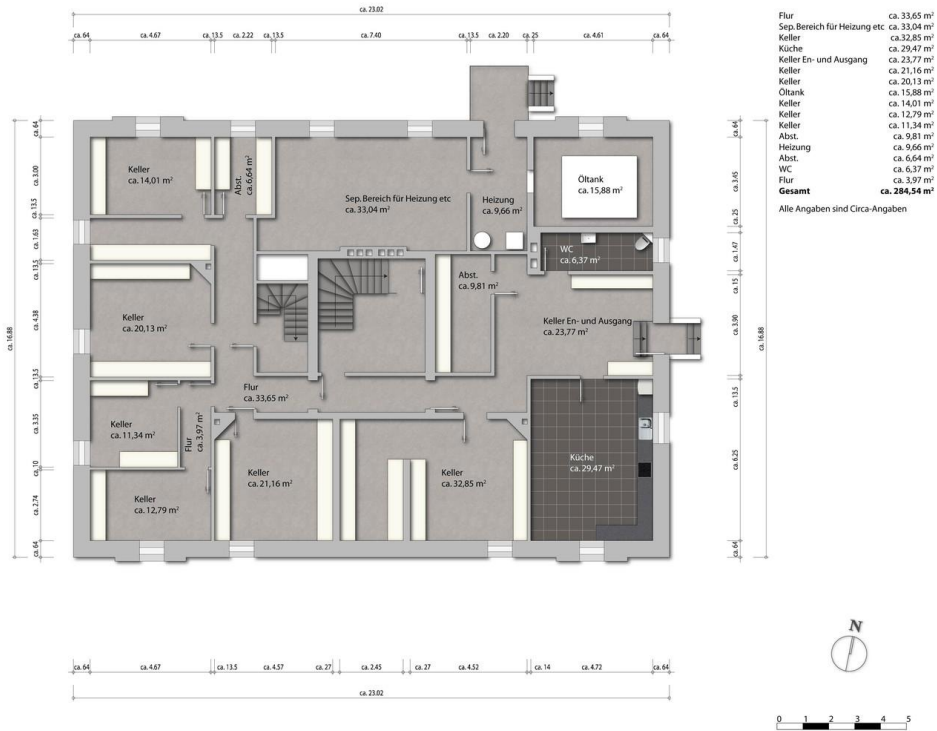 ca. 23.02
ca. 64 ca. 4.67 ca. 13.5 ca. 2.22 ca. 13.5 ca. 7.40 ca. 13.5 ca. 2.20 ca. 25 ca. 4.61 ca. 64
Flur ca. 33,65 m²
Sep. Bereich für Heizung etc ca. 33,04 m²
Keller ca.32,85 m²
Küche ca. 29,47 m²
Keller En- und Ausgang ca. 23,77 m²
Keller ca. 21,16 m²
Keller ca. 20,13 m²
Öltank ca. 15,88 m²
Keller ca. 14,01 m²
Keller ca. 12,79 m²
Keller ca. 11,34 m²
Abst. ca. 9,81 m²
Heizung ca. 9,66 m²
Abst. ca. 6,64 m²
WC ca. 6,37 m²
Flur ca. 3,97 m²
Gesamt ca. 284,54 m²
Alle Angaben sind Circa-Angaben
ca. 16.88
ca. 64
ca. 3.00
ca. 13.5
ca. 1.63
ca. 13.5
ca. 4.38
ca. 13.5
ca. 3.35
ca. 10
ca. 2.74
ca. 64
Keller
ca. 14,01 m²
Abst.
ca. 6,64 m²
Sep. Bereich für Heizung etc
ca. 33,04 m²
Heizung
ca. 9,66 m²
Öltank
ca. 15,88 m²
WC
ca. 6,37 m²
Abst.
ca. 9,81 m²
Keller
ca. 20,13 m²
Keller En- und Ausgang
ca. 23,77 m²
Flur
ca. 33,65 m²
Keller
ca. 11,34 m²
Flur
ca. 3,97 m²
Keller
ca. 21,16 m²
Keller
ca. 32,85 m²
Küche
ca. 29,47 m²
Keller
ca. 12,79 m²
ca. 64
ca. 3.45
ca. 25
ca. 1.47
ca. 15
ca. 3.90
ca. 13.5
ca. 6.25
ca. 64
ca. 16.88
ca. 64 ca. 4.67 ca. 13.5 ca. 4.57 ca. 27 ca. 2.45 ca. 27 ca. 4.52 ca. 14 ca. 4.72 ca. 64
ca. 23.02
N
0 1 2 3 4 5